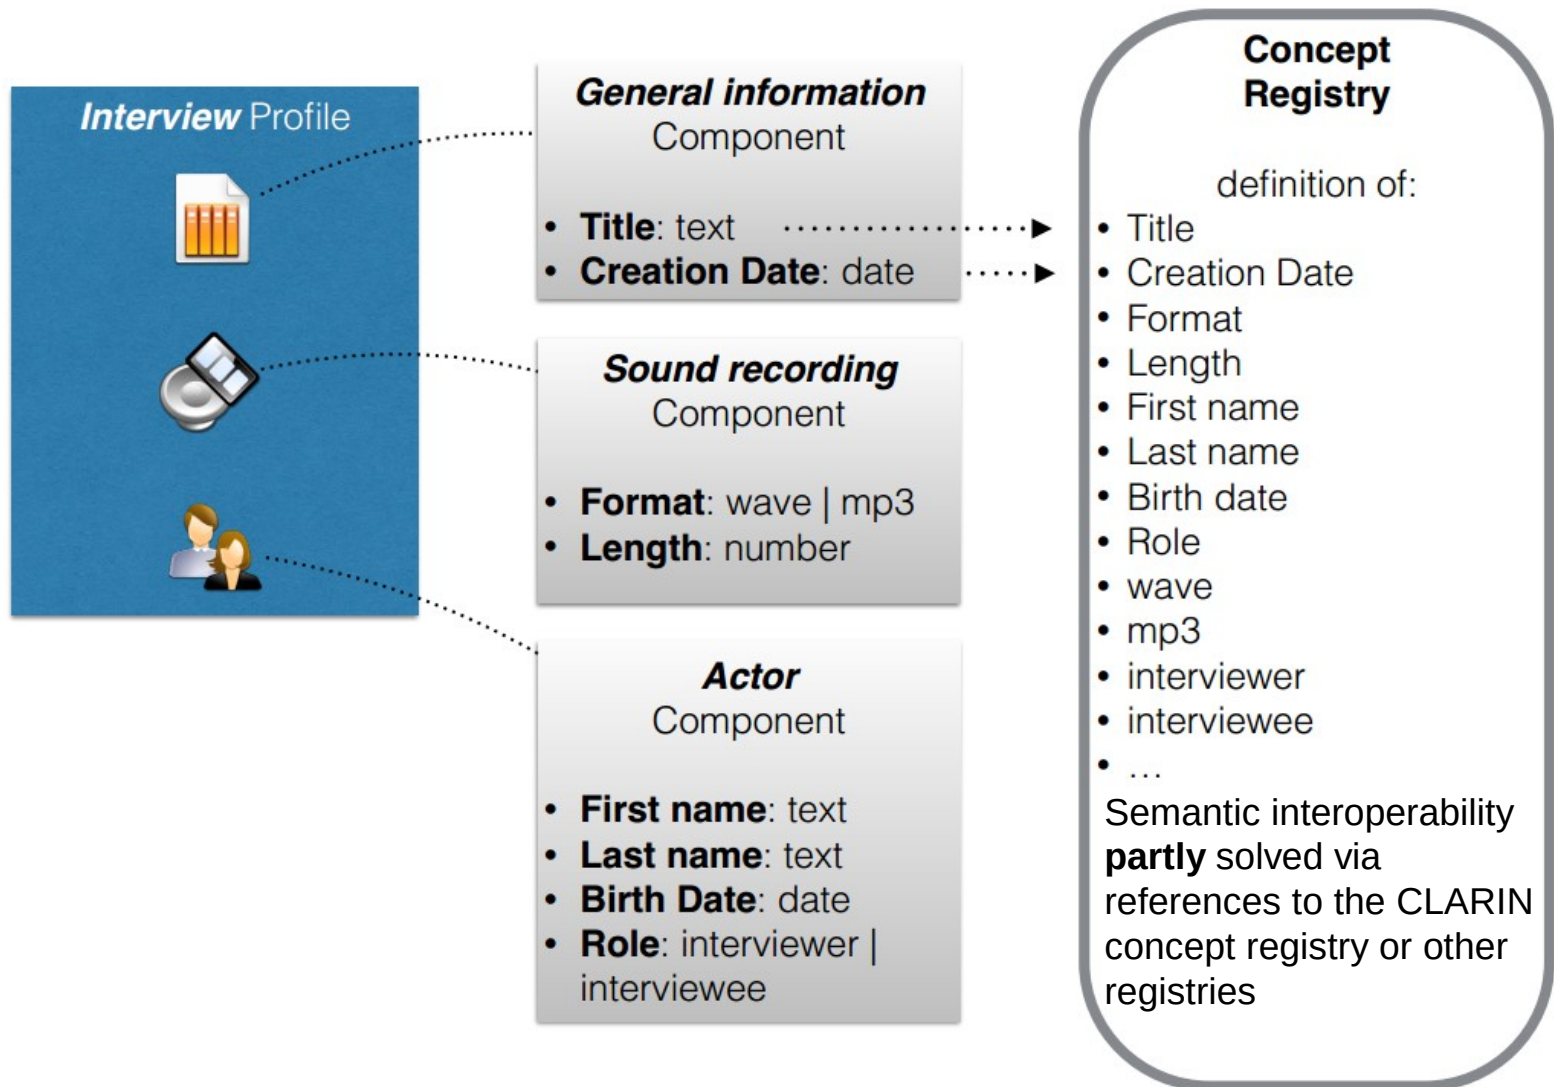 Interview Profile
General information
Component
• Title: text
• Creation Date: date
Sound recording
Component
• Format: wave | mp3
• Length: number
Actor
Component
• First name: text
• Last name: text
• Birth Date: date
• Role: interviewer |
interviewee
Concept
Registry
definition of:
• Title
• Creation Date
• Format
• Length
• First name
• Last name
• Birth date
• Role
• wave
• mp3
• interviewer
• interviewee
• ...
Semantic interoperability
partly solved via
references to the CLARIN
concept registry or other
registries